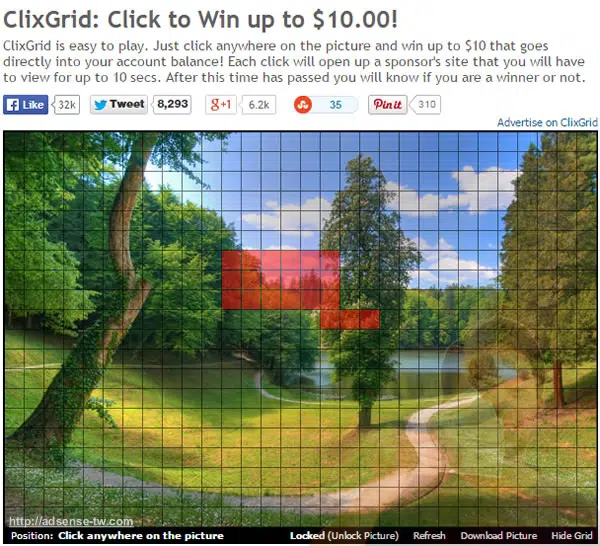 ClixGrid: Click to Win up to $10.00!
ClixGrid is easy to play. Just click anywhere on the picture and win up to $10 that goes
directly into your account balance! Each click will open up a sponsor's site that you will have
to view for up to 10 secs. After this time has passed you will know if you are a winner or not.
Like 32k Tweet 8,293 g+1 6.2k 35 Pin it 310
Advertise on ClixGrid
http://adsense-tw.com
Position: Click anywhere on the picture Locked (Unlock Picture) Refresh Download Picture Hide Grid